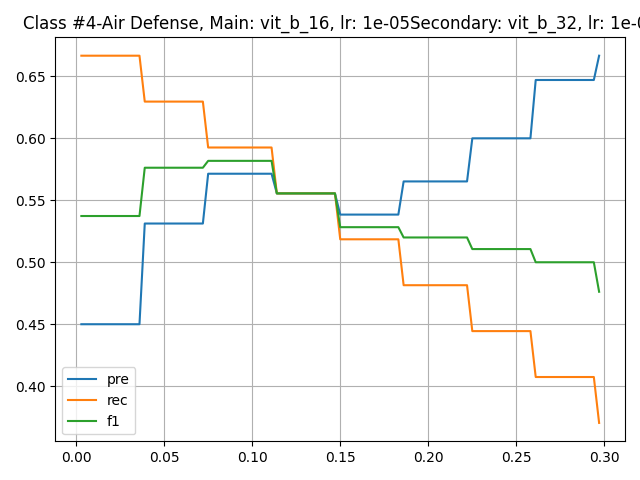 Class #4-Air Defense, Main: vit_b_16, lr: 1e-05Secondary: vit_b_32, lr: 1e-0
0.65
0.60
0.55
0.50
0.45
0.40
pre
rec
f1
0.00 0.05 0.10 0.15 0.20 0.25 0.30